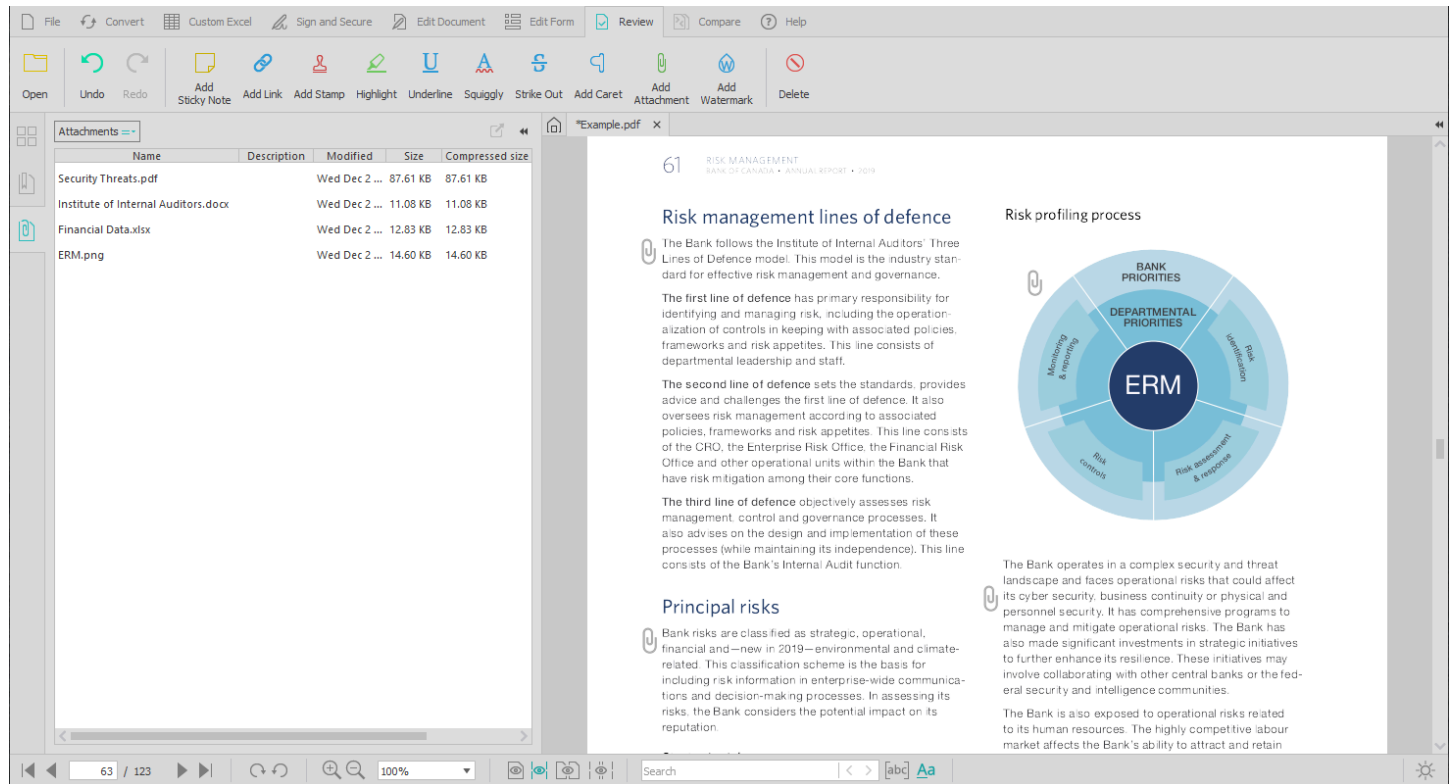 File Convert Custom Excel Sign and Secure Edit Document Edit Form Review Compare Help
Open Undo Redo Add Sticky Note Add Link Add Stamp Highlight Underline Squiggly Strike Out Add Caret Add Attachment Add Watermark Delete
Attachments
Name Description Modified Size Compressed size
Security Threats.pdf Wed Dec 2 ... 87.61 KB 87.61 KB
Institute of Internal Auditors.docx Wed Dec 2 ... 11.08 KB 11.08 KB
Financial Data.xlsx Wed Dec 2 ... 12.83 KB 12.83 KB
ERM.png Wed Dec 2 ... 14.60 KB 14.60 KB
*Example.pdf
61 RISK MANAGEMENT
BANK OF CANADA • ANNUAL REPORT • 2019
Risk management lines of defence
The Bank follows the Institute of Internal Auditors' Three
Lines of Defence model. This model is the industry stan-
dard for effective risk management and governance.
The first line of defence has primary responsibility for
identifying and managing risk, including the operation-
alization of controls in keeping with associated policies,
frameworks and risk appetites. This line consists of
departmental leadership and staff.
The second line of defence sets the standards, provides
advice and challenges the first line of defence. It also
oversees risk management according to associated
policies, frameworks and risk appetites. This line consists
of the CRO, the Enterprise Risk Office, the Financial Risk
Office and other operational units within the Bank that
have risk mitigation among their core functions.
The third line of defence objectively assesses risk
management, control and governance processes. It
also advises on the design and implementation of these
processes (while maintaining its independence). This line
consists of the Bank's Internal Audit function.
Principal risks
Bank risks are classified as strategic, operational,
financial and—new in 2019—environmental and climate-
related. This classification scheme is the basis for
including risk information in enterprise-wide communica-
tions and decision-making processes. In assessing its
risks, the Bank considers the potential impact on its
reputation.
Risk profiling process
BANK
PRIORITIES
DEPARTMENTAL
PRIORITIES
Monitoring
& reporting
Risk
identification
ERM
Risk
controls
Risk assessment
& response
The Bank operates in a complex security and threat
landscape and faces operational risks that could affect
its cyber security, business continuity or physical and
personnel security. It has comprehensive programs to
manage and mitigate operational risks. The Bank has
also made significant investments in strategic initiatives
to further enhance its resilience. These initiatives may
involve collaborating with other central banks or the fed-
eral security and intelligence communities.
The Bank is also exposed to operational risks related
to its human resources. The highly competitive labour
market affects the Bank's ability to attract and retain
63 / 123 100% Search [abc] Aa